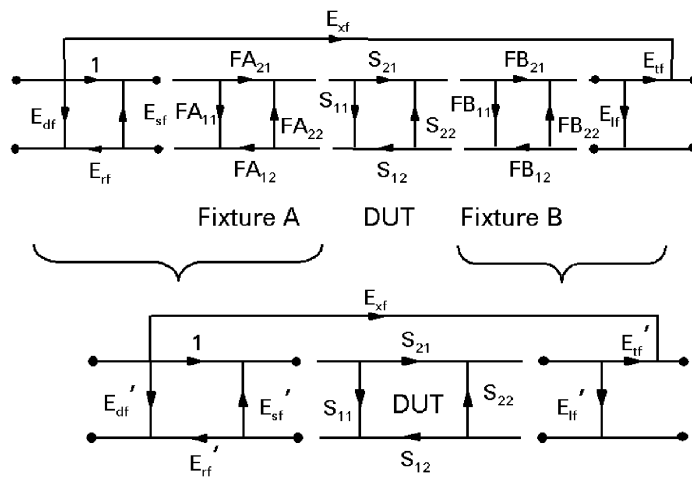 E_xf
1 FA_21 S_21 FB_21 E_tf
E_df E_sf FA_11 FA_22 S_11 S_22 FB_11 FB_22 E_lf
E_rf FA_12 S_12 FB_12
Fixture A DUT Fixture B
E_xf
1 S_21 E_tf'
E_df' E_sf' S_11 DUT S_22 E_lf'
E_rf' S_12